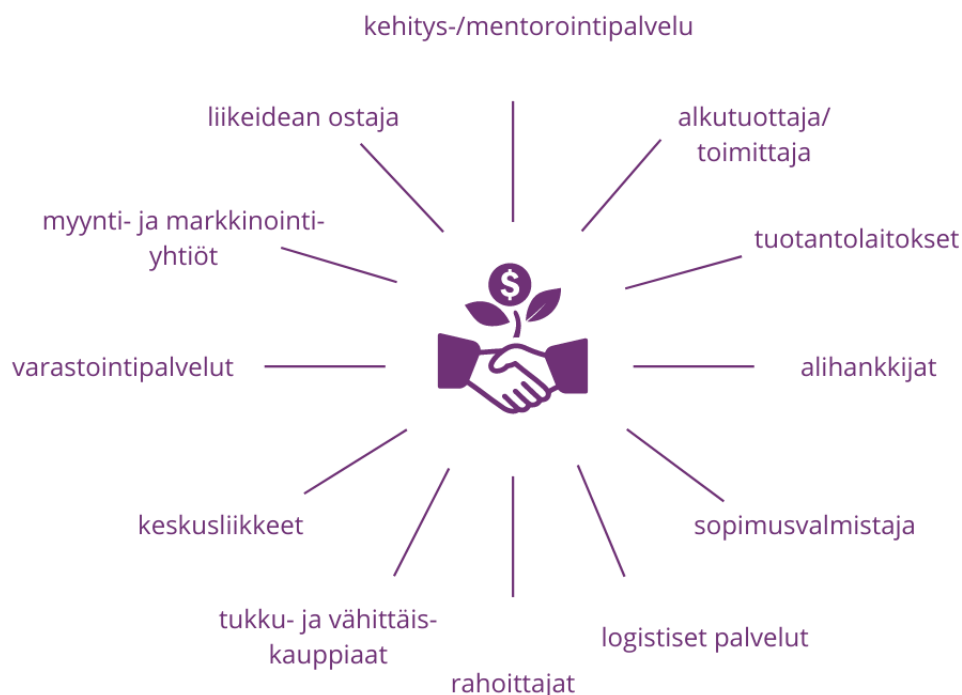 kehitys-/mentorointipalvelu
liikeidean ostaja
alkutuottaja/
toimittaja
myynti- ja markkinointi-
yhtiöt
tuotantolaitokset
$
varastointipalvelut
alihankkijat
keskusliikkeet
sopimusvalmistaja
tukku- ja vähittäis-
kauppiaat
logistiset palvelut
rahoittajat